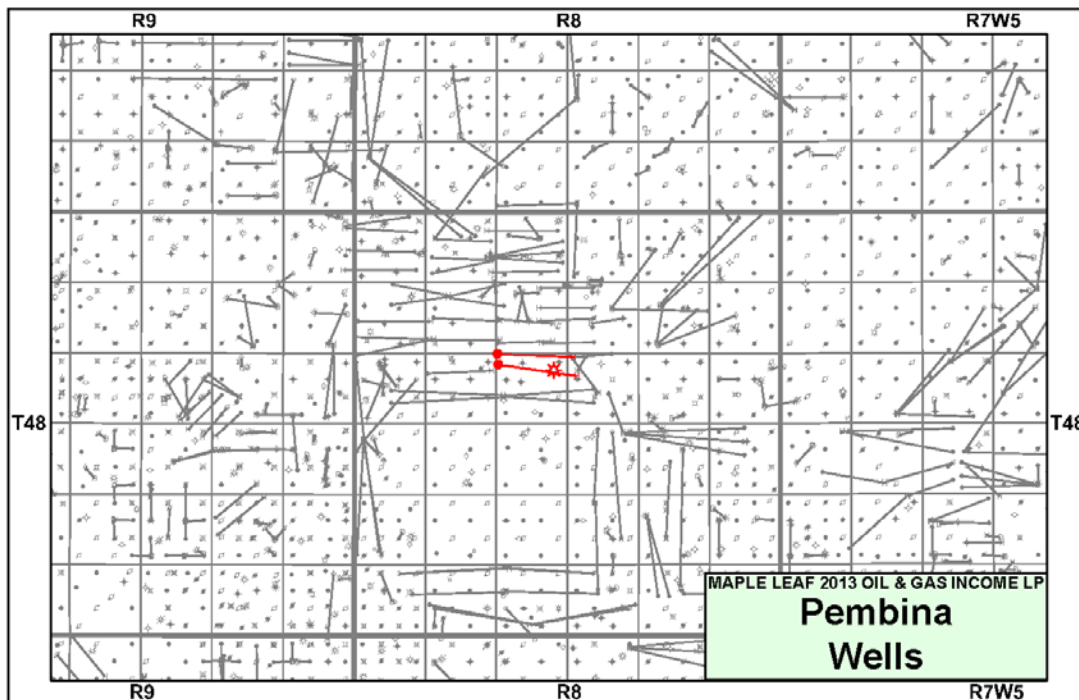 R9 R8 R7W5
T48 T48
MAPLE LEAF 2013 OIL & GAS INCOME LP
Pembina
Wells
R9 R8 R7W5